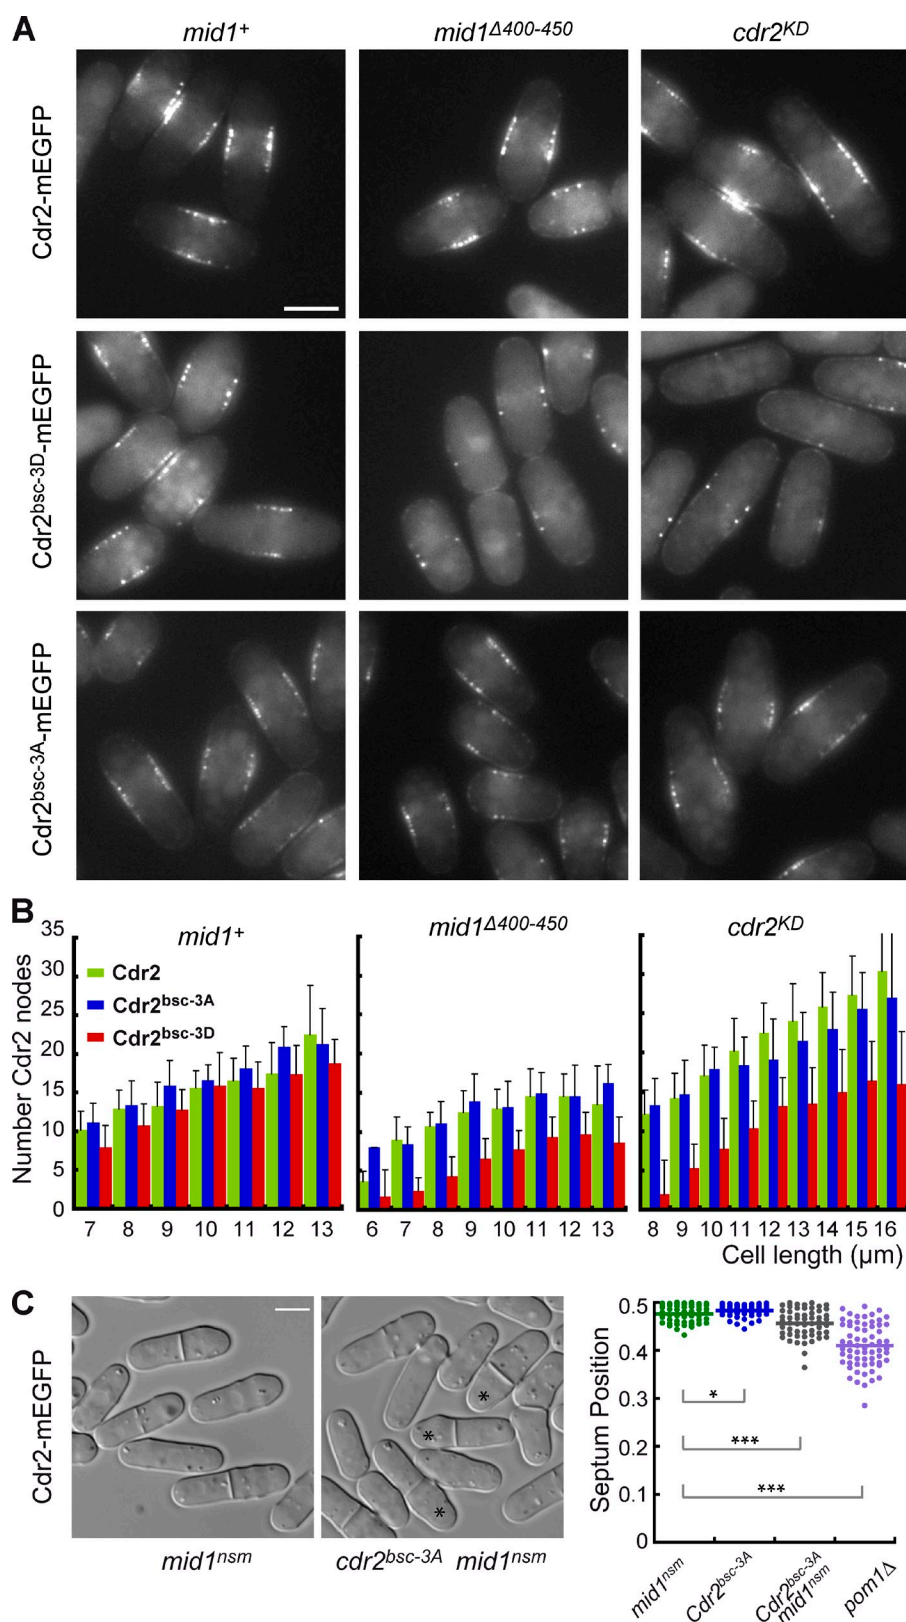 A
mid1+ mid1Δ400-450 cdr2KD
Cdr2-mEGFP
Cdr2bsc-3D-mEGFP
Cdr2bsc-3A-mEGFP
B
Number Cdr2 nodes
35
30
25
20
15
10
5
0
mid1+ mid1Δ400-450 cdr2KD
Cdr2
Cdr2bsc-3A
Cdr2bsc-3D
7 8 9 10 11 12 13 6 7 8 9 10 11 12 13 8 9 10 11 12 13 14 15 16
Cell length (μm)
C
Cdr2-mEGFP
* * *
mid1nsm cdr2bsc-3A mid1nsm
Septum Position
0.5
0.4
0.3
0.2
0.1
0
*
***
***
mid1nsm
Cdr2bsc-3A
Cdr2bsc-3A
mid1nsm
pom1Δ